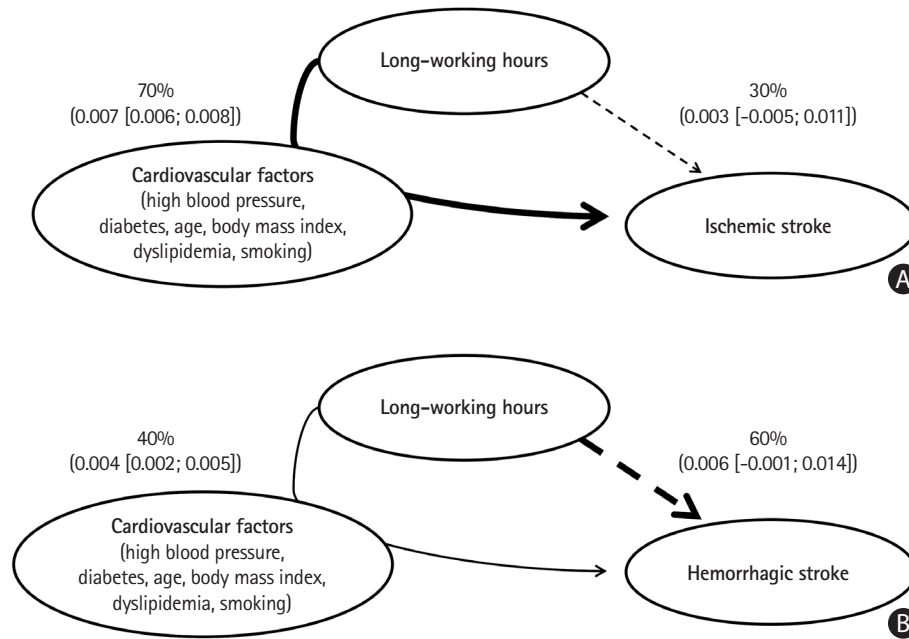 Long-working hours
70%
(0.007 [0.006; 0.008])
30%
(0.003 [-0.005; 0.011])
Cardiovascular factors
(high blood pressure,
diabetes, age, body mass index,
dyslipidemia, smoking)
Ischemic stroke
A
Long-working hours
40%
(0.004 [0.002; 0.005])
60%
(0.006 [-0.001; 0.014])
Cardiovascular factors
(high blood pressure,
diabetes, age, body mass index,
dyslipidemia, smoking)
Hemorrhagic stroke
B